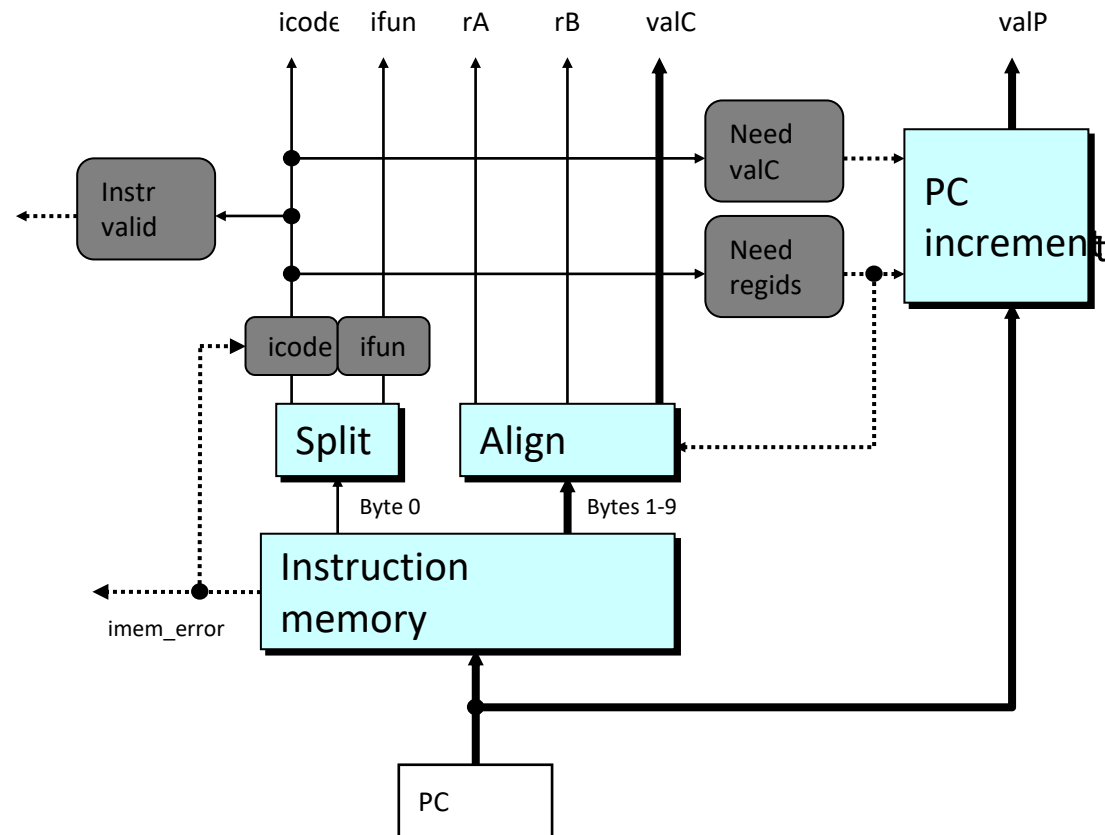 icode ifun rA rB valC valP
Need
valC
PC
increment
Instr
valid
Need
regids
icode ifun
Split Align
Byte 0 Bytes 1-9
Instruction
memory
imem_error
PC